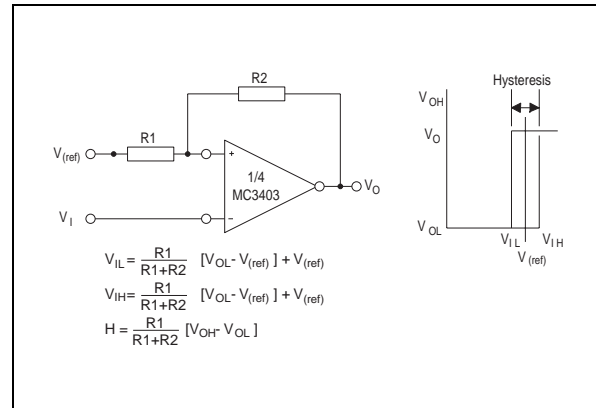 Hysteresis
R2
VOH
R1
V(ref)
VO
+
1/4
MC3403
VO
VI
−
VOL
VIL
VIH
V(ref)
VIL = R1/R1+R2 [VOL - V(ref) ] + V(ref)
VIH = R1/R1+R2 [VOL - V(ref) ] + V(ref)
H = R1/R1+R2 [VOH - VOL ]